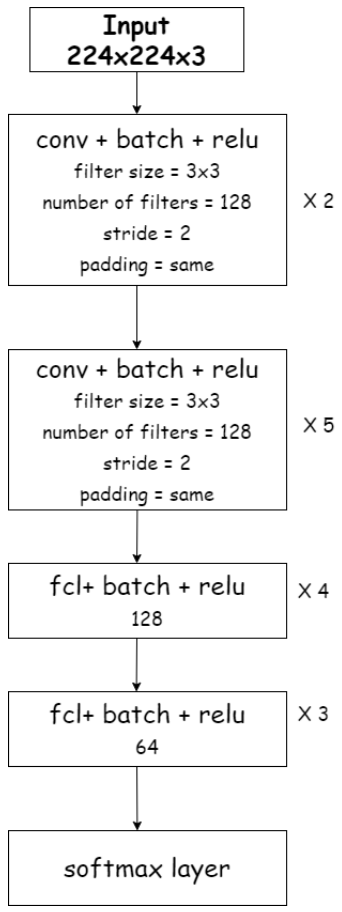 Input
224x224x3
conv + batch + relu
filter size = 3x3
number of filters = 128
stride = 2
padding = same
X 2
conv + batch + relu
filter size = 3x3
number of filters = 128
stride = 2
padding = same
X 5
fcl+ batch + relu
128
X 4
fcl+ batch + relu
64
X 3
softmax layer